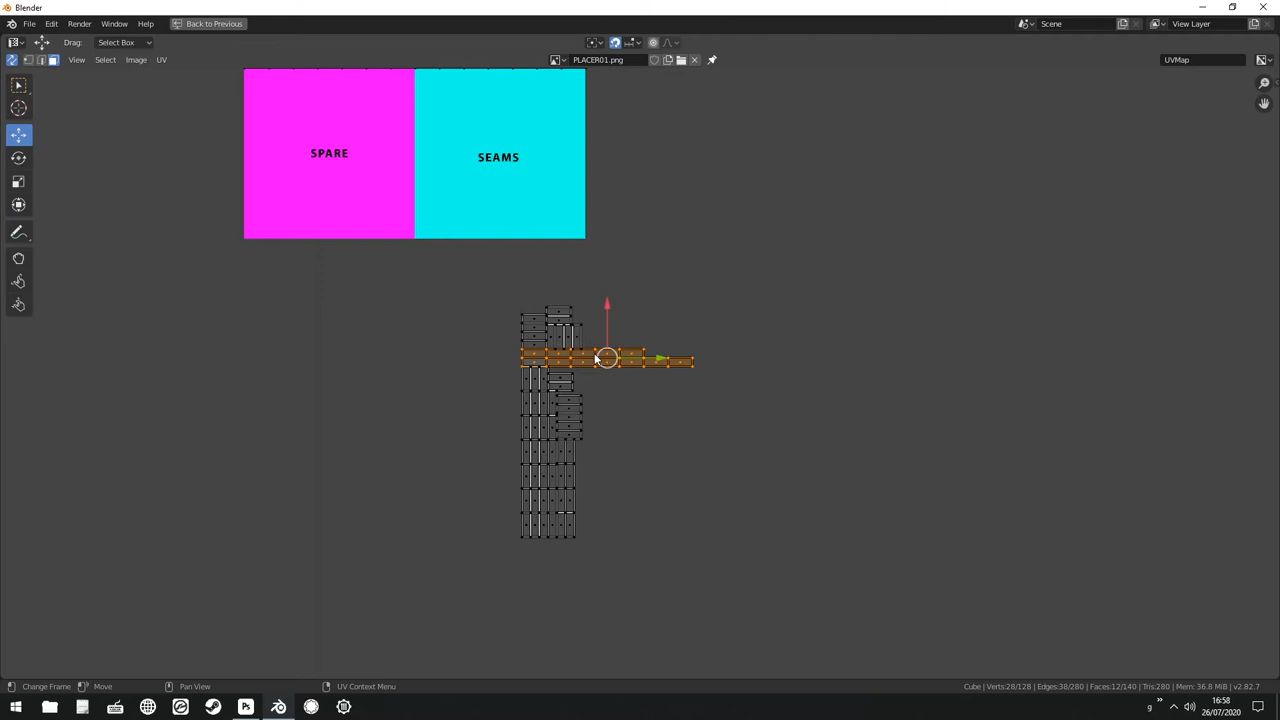 Blender
File Edit Render Window Help Back to Previous Scene View Layer
Drag: Select Box
View Select Image UV PLACER01.png UVMap
SPARE SEAMS
Change Frame Move Pan View UV Context Menu Cube | Verts:28/128 | Edges:38/280 | Faces:12/140 | Tris:280 | Mem: 36.8 MiB | v2.82.7
Ps g 16:58
26/07/2020